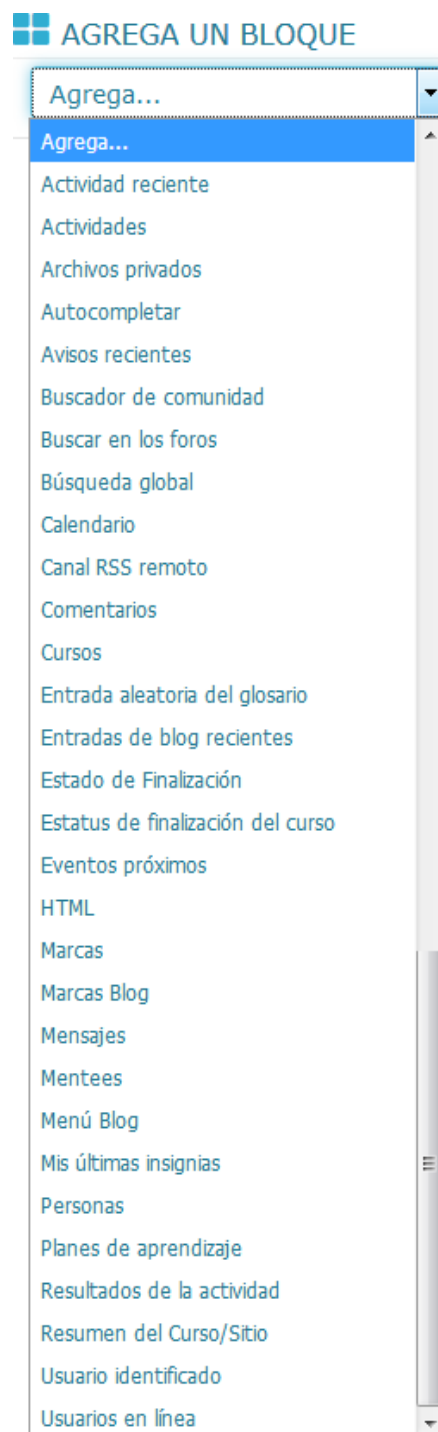 AGREGA UN BLOQUE
Agrega...
Agrega...
Actividad reciente
Actividades
Archivos privados
Autocompletar
Avisos recientes
Buscador de comunidad
Buscar en los foros
Búsqueda global
Calendario
Canal RSS remoto
Comentarios
Cursos
Entrada aleatoria del glosario
Entradas de blog recientes
Estado de Finalización
Estatus de finalización del curso
Eventos próximos
HTML
Marcas
Marcas Blog
Mensajes
Mentees
Menú Blog
Mis últimas insignias
Personas
Planes de aprendizaje
Resultados de la actividad
Resumen del Curso/Sitio
Usuario identificado
Usuarios en línea